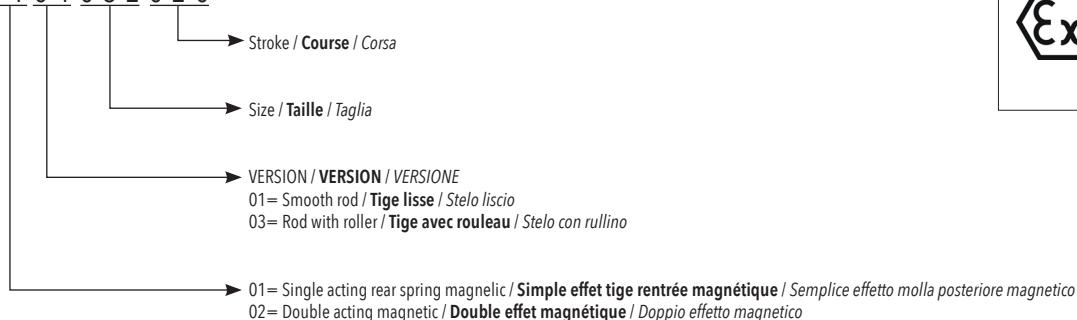 Stroke / Course / Corsa
Size / Taille / Taglia
VERSION / VERSION / VERSIONE
01= Smooth rod / Tige lisse / Stelo liscio
03= Rod with roller / Tige avec rouleau / Stelo con rullino
01= Single acting rear spring magnelic / Simple effet tige rentrée magnétique / Semplice effetto molla posteriore magnetico
02= Double acting magnetic / Double effet magnétique / Doppio effetto magnetico
Ex